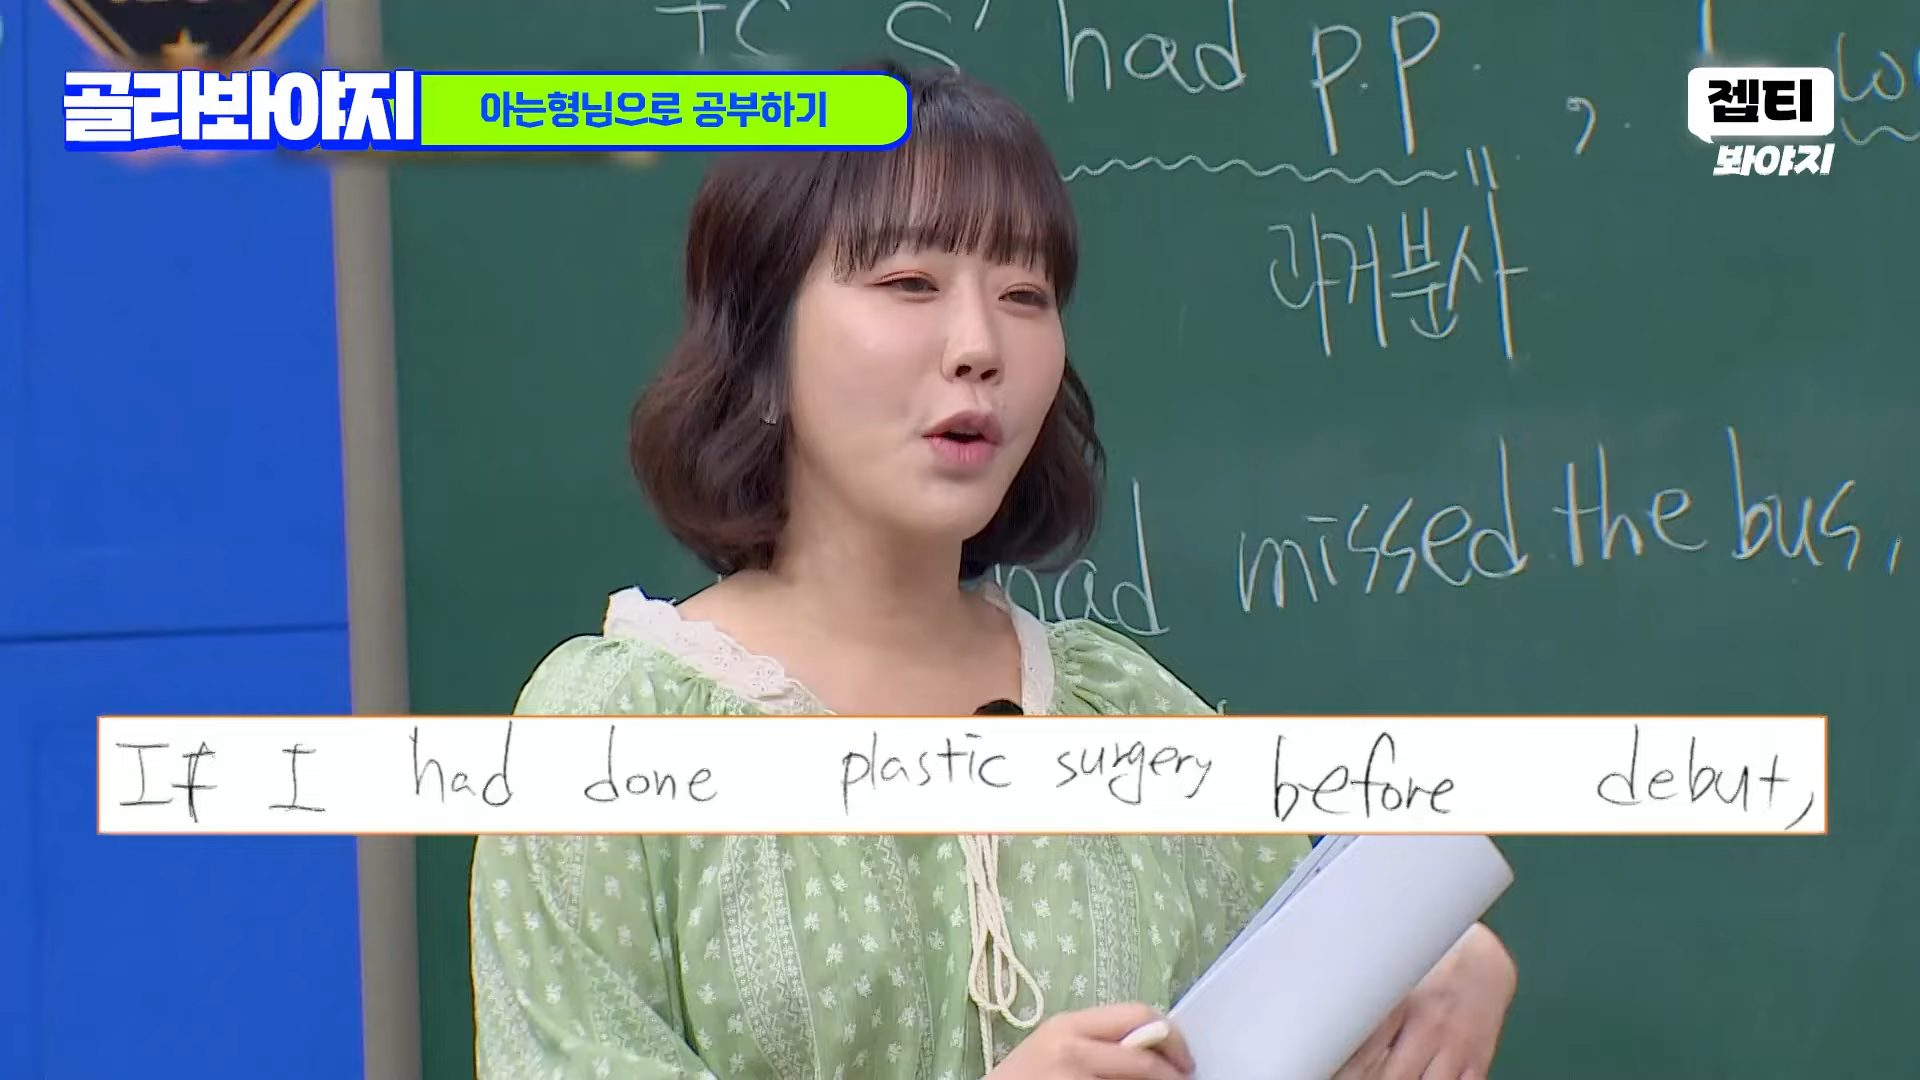 골라봐야지 아는형님으로 공부하기
젭티
봐야지
S' had p.p.,
과거분사
had missed the bus,
If I had done plastic surgery before debut,